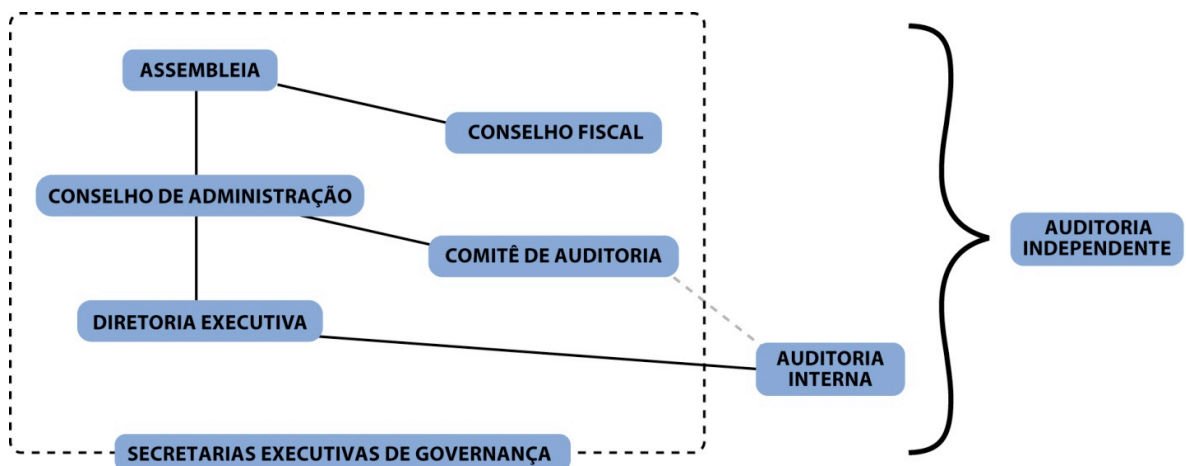 ASSEMBLEIA
CONSELHO FISCAL
CONSELHO DE ADMINISTRAÇÃO
COMITÊ DE AUDITORIA
DIRETORIA EXECUTIVA
AUDITORIA
INTERNA
SECRETARIAS EXECUTIVAS DE GOVERNANÇA
AUDITORIA
INDEPENDENTE